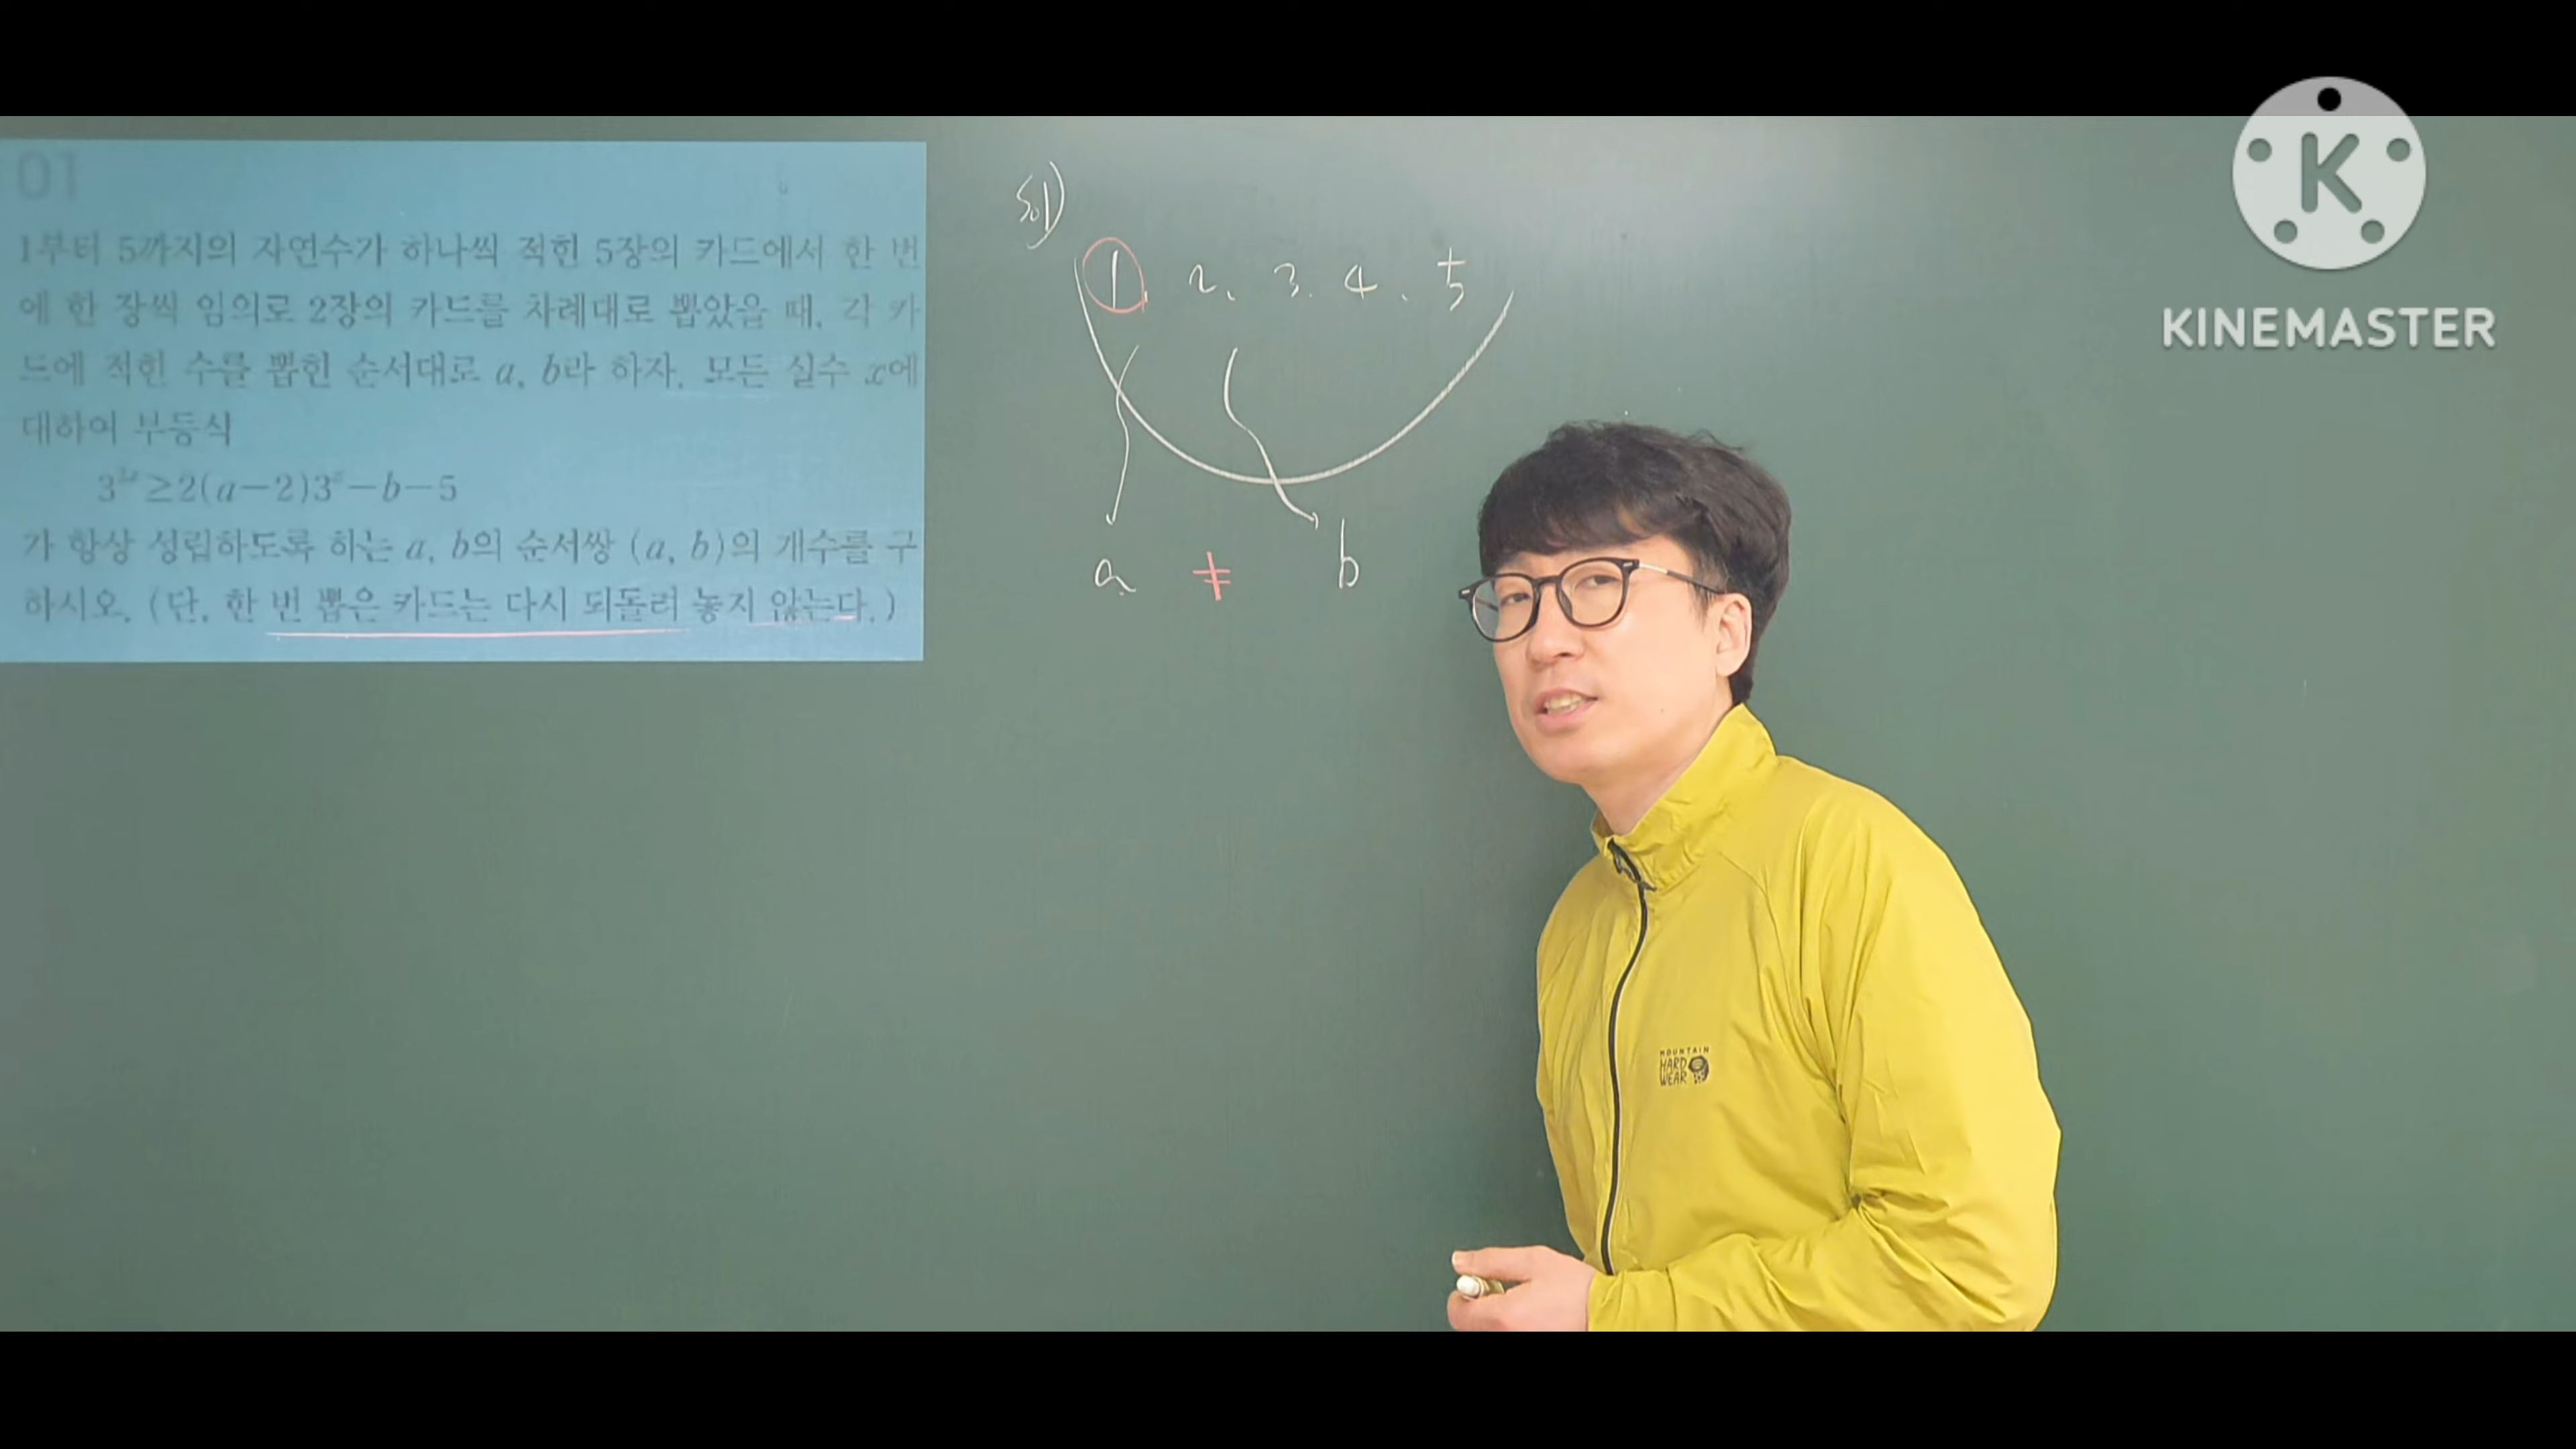 01
1부터 5까지의 자연수가 하나씩 적힌 5장의 카드에서 한 번
에 한 장씩 임의로 2장의 카드를 차례대로 뽑았을 때, 각 카
드에 적힌 수를 뽑힌 순서대로 a, b라 하자. 모든 실수 x에
대하여 부등식
3²ˣ≥2(a−2)3ˣ−b−5
가 항상 성립하도록 하는 a, b의 순서쌍 (a, b)의 개수를 구
하시오. (단, 한 번 뽑은 카드는 다시 되돌려 놓지 않는다.)
sol)
1, 2, 3, 4, 5
a ≠ b
K
KINEMASTER
MOUNTAIN
HARD
WEAR